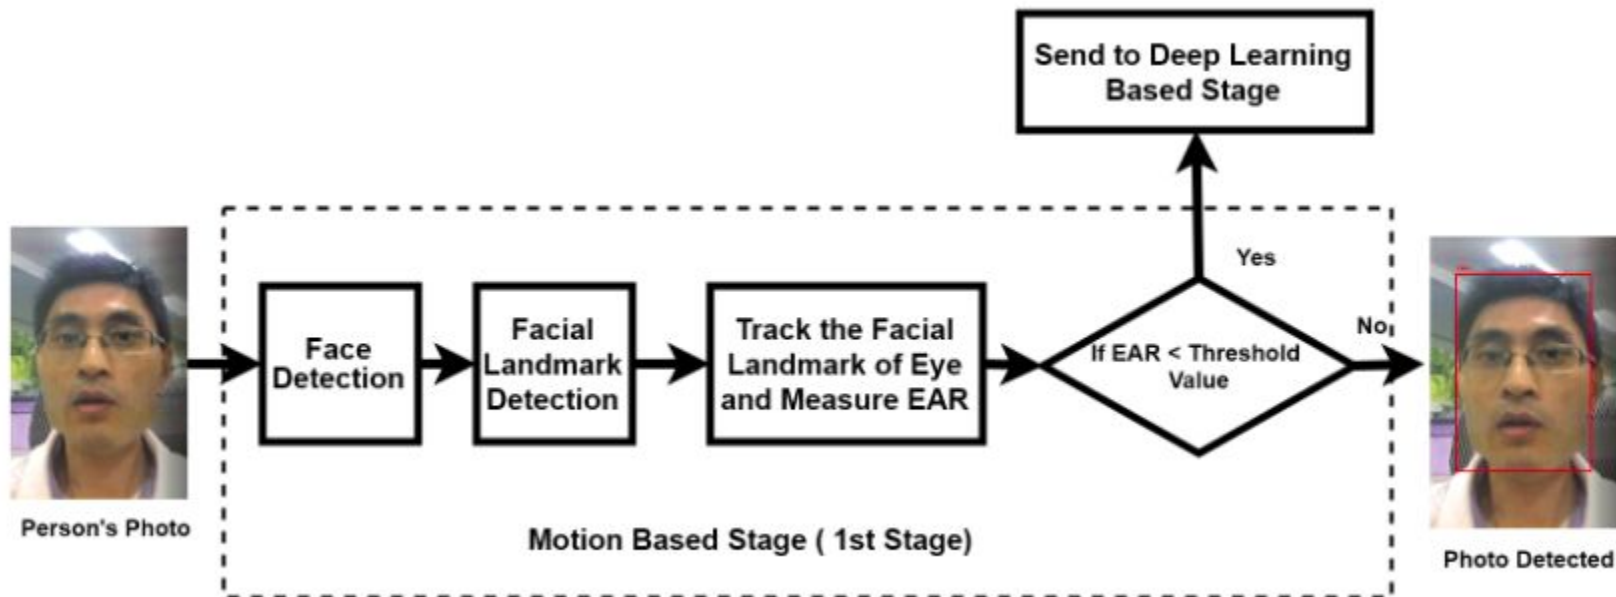 Send to Deep Learning
Based Stage
Yes
No
Face
Detection
Facial
Landmark
Detection
Track the Facial
Landmark of Eye
and Measure EAR
If EAR < Threshold
Value
Person's Photo
Motion Based Stage ( 1st Stage)
Photo Detected